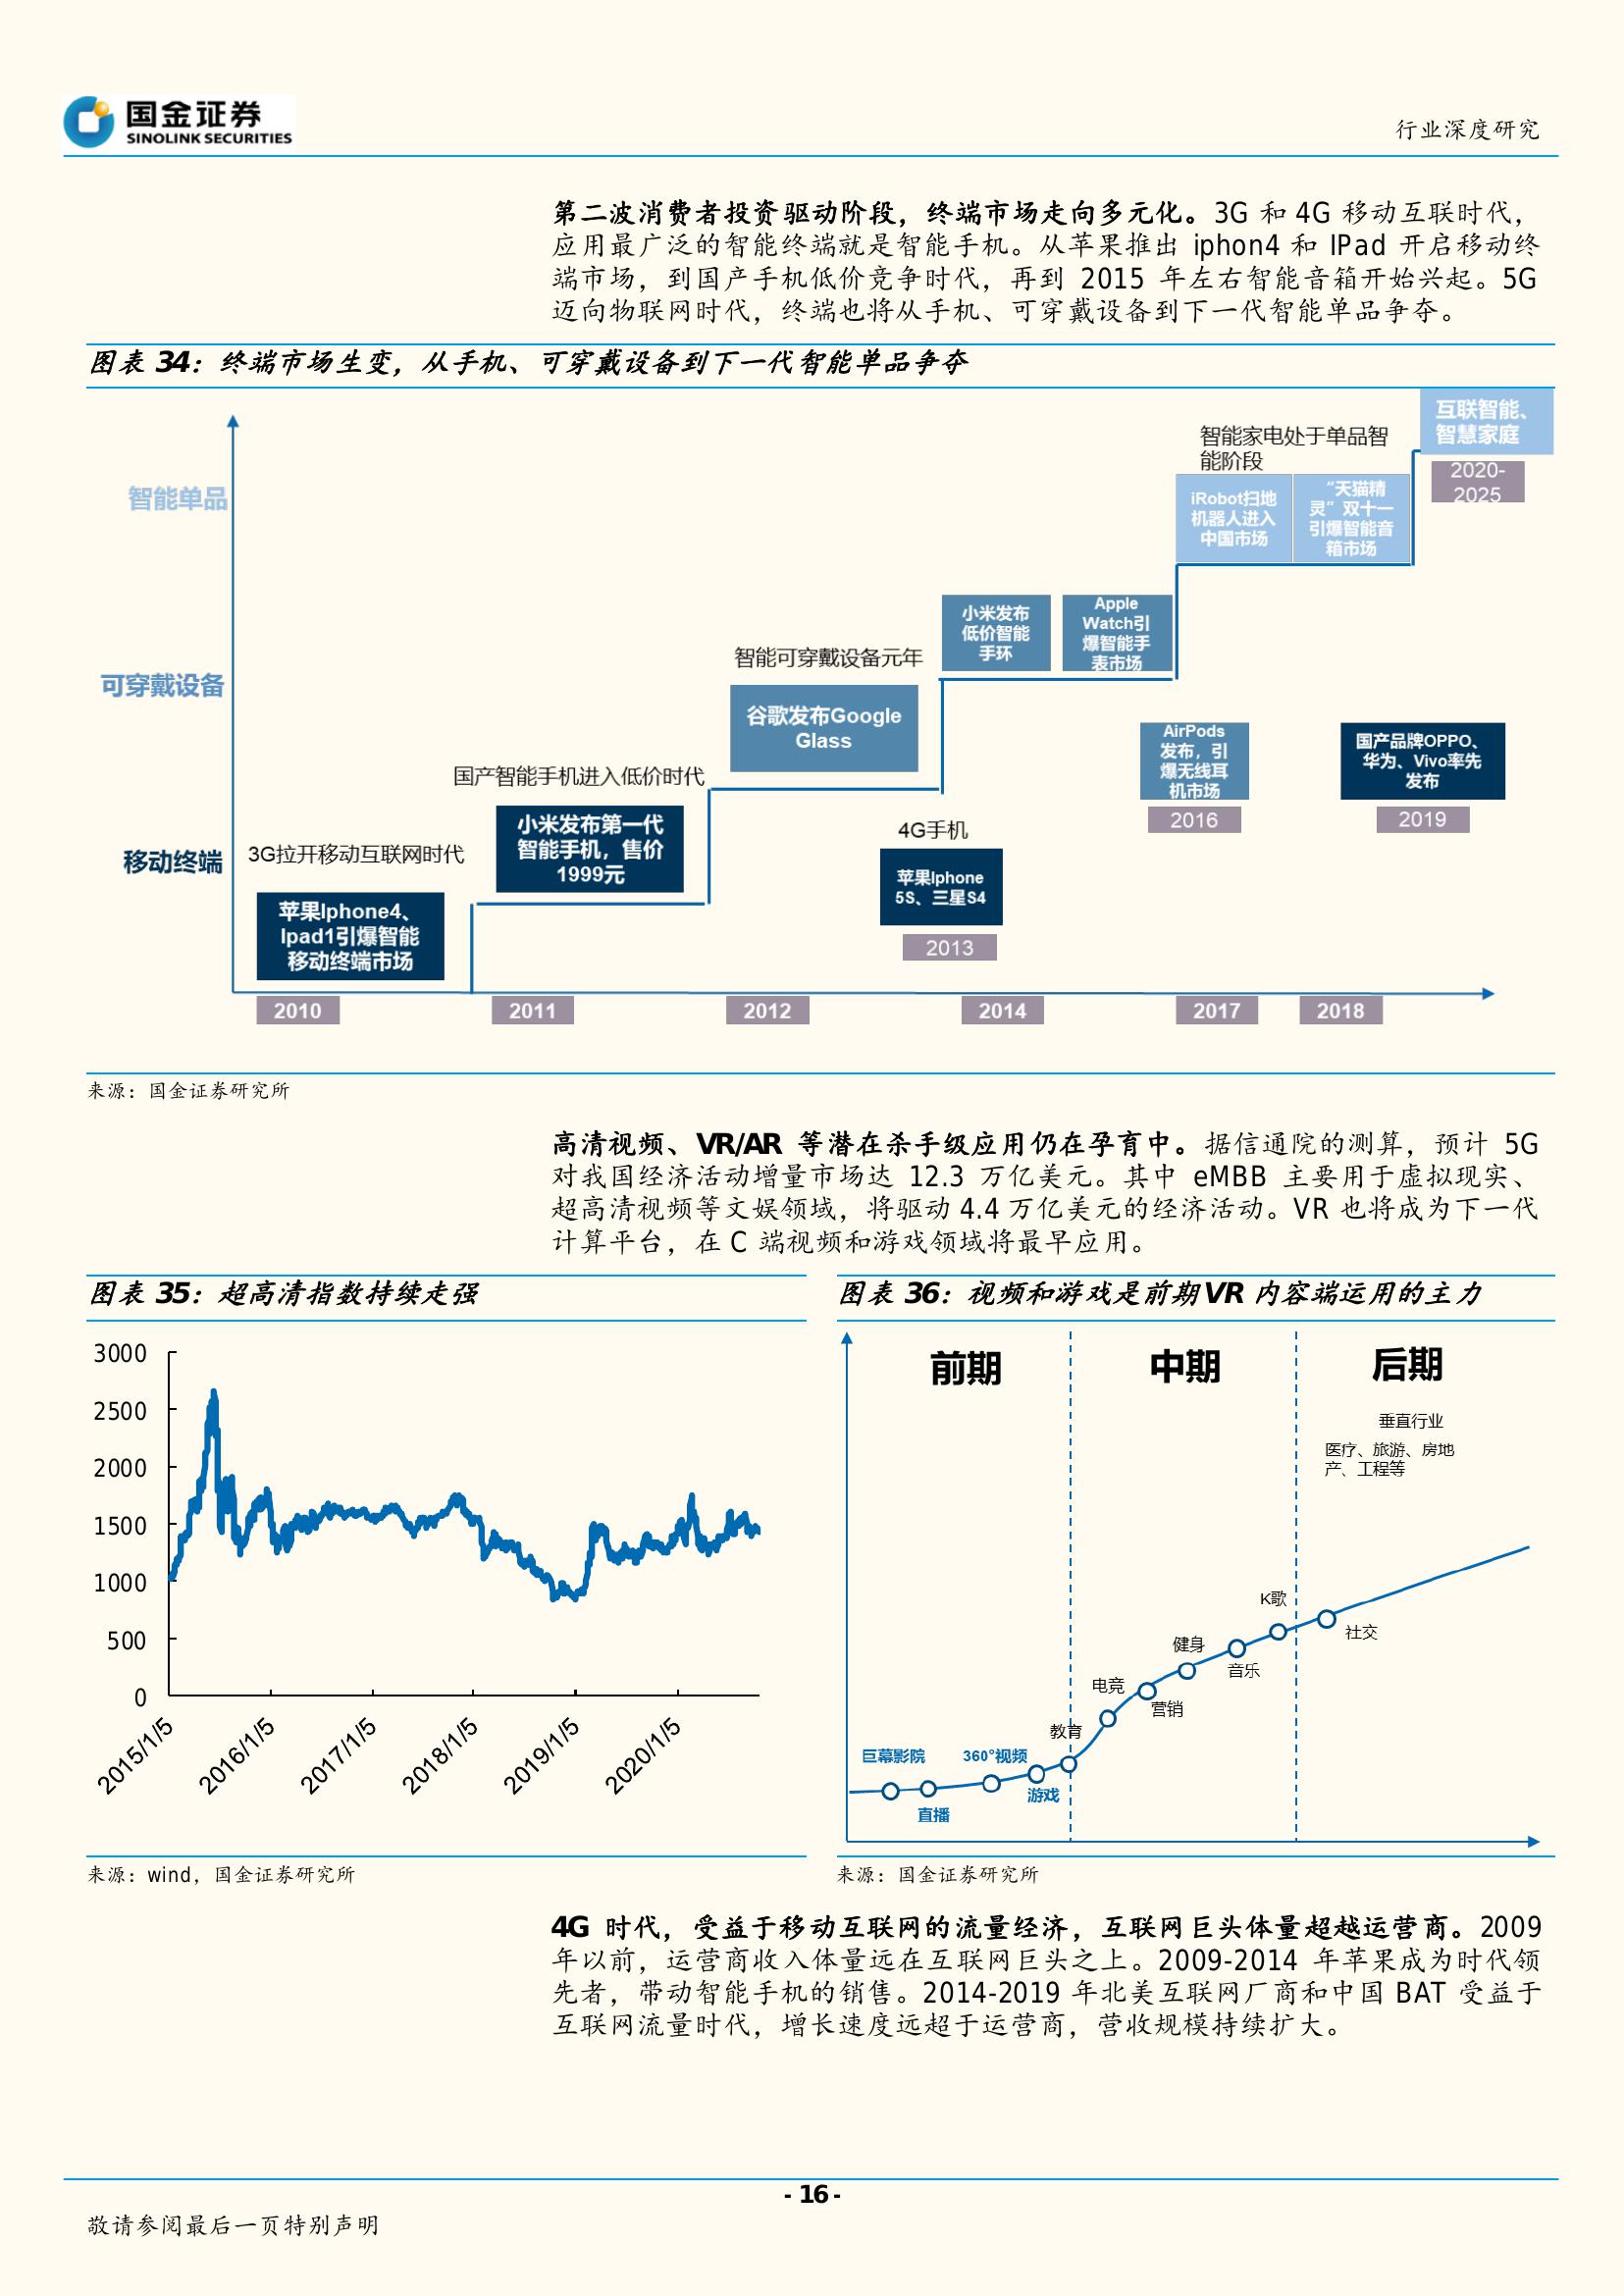 国金证券
SINOLINK SECURITIES
行业深度研究
第二波消费者投资驱动阶段，终端市场走向多元化。3G 和 4G 移动互联时代，
应用最广泛的智能终端就是智能手机。从苹果推出 iphon4 和 IPad 开启移动终
端市场，到国产手机低价竞争时代，再到 2015 年左右智能音箱开始兴起。5G
迈向物联网时代，终端也将从手机、可穿戴设备到下一代智能单品争夺。
图表 34：终端市场生变，从手机、可穿戴设备到下一代智能单品争夺
互联智能、
智慧家庭
2020-
2025
智能家电处于单品智
能阶段
智能单品
iRobot扫地
机器人进入
中国市场
“天猫精
灵”双十一
引爆智能音
箱市场
小米发布
低价智能
手环
Apple
Watch引
爆智能手
表市场
智能可穿戴设备元年
可穿戴设备
谷歌发布Google
Glass
AirPods
发布，引
爆无线耳
机市场
2016
国产品牌OPPO、
华为、Vivo率先
发布
2019
国产智能手机进入低价时代
小米发布第一代
智能手机，售价
1999元
4G手机
苹果Iphone
5S、三星S4
2013
移动终端
3G拉开移动互联网时代
苹果Iphone4、
Ipad1引爆智能
移动终端市场
2010
2011
2012
2014
2017
2018
来源：国金证券研究所
高清视频、VR/AR 等潜在杀手级应用仍在孕育中。据信通院的测算，预计 5G
对我国经济活动增量市场达 12.3 万亿美元。其中 eMBB 主要用于虚拟现实、
超高清视频等文娱领域，将驱动 4.4 万亿美元的经济活动。VR 也将成为下一代
计算平台，在 C 端视频和游戏领域将最早应用。
图表 35：超高清指数持续走强
3000
2500
2000
1500
1000
500
0
2015/1/5
2016/1/5
2017/1/5
2018/1/5
2019/1/5
2020/1/5
来源：wind，国金证券研究所
图表 36：视频和游戏是前期 VR 内容端运用的主力
前期
中期
后期
垂直行业
医疗、旅游、房地
产、工程等
K歌
社交
健身
音乐
电竞
营销
教育
巨幕影院
360°视频
游戏
直播
来源：国金证券研究所
4G 时代，受益于移动互联网的流量经济，互联网巨头体量超越运营商。2009
年以前，运营商收入体量远在互联网巨头之上。2009-2014 年苹果成为时代领
先者，带动智能手机的销售。2014-2019 年北美互联网厂商和中国 BAT 受益于
互联网流量时代，增长速度远超于运营商，营收规模持续扩大。
- 16 -
敬请参阅最后一页特别声明